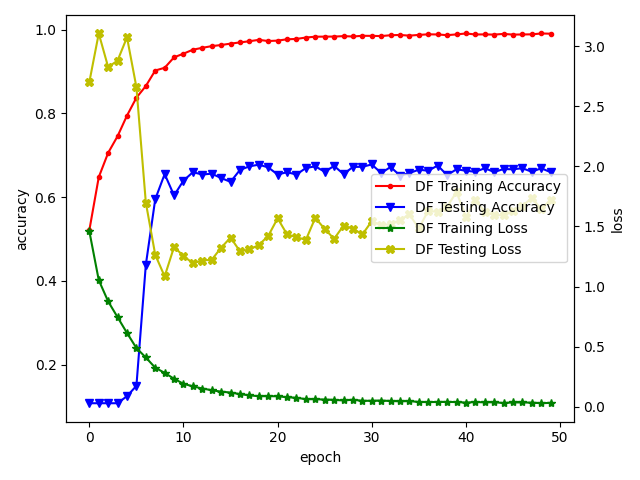 1.0
0.8
0.6
0.4
0.2
accuracy
3.0
2.5
2.0
1.5
1.0
0.5
0.0
loss
DF Training Accuracy
DF Testing Accuracy
DF Training Loss
DF Testing Loss
0 10 20 30 40 50
epoch